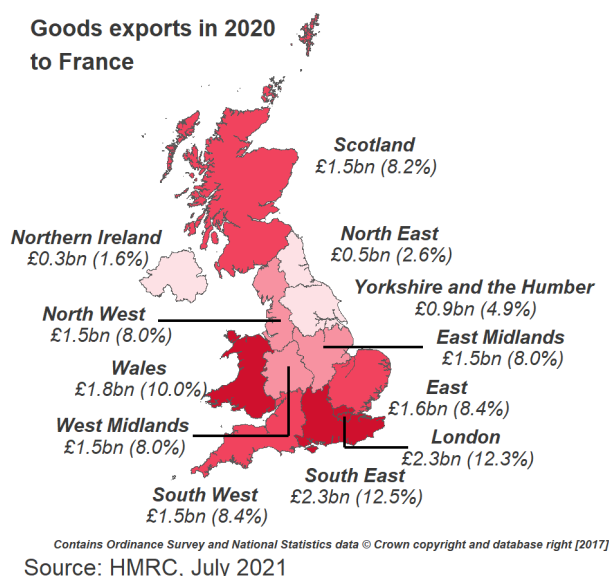 Goods exports in 2020
to France
Scotland
£1.5bn (8.2%)
Northern Ireland
£0.3bn (1.6%)
North East
£0.5bn (2.6%)
Yorkshire and the Humber
£0.9bn (4.9%)
North West
£1.5bn (8.0%)
East Midlands
£1.5bn (8.0%)
Wales
£1.8bn (10.0%)
East
£1.6bn (8.4%)
West Midlands
£1.5bn (8.0%)
London
£2.3bn (12.3%)
South East
£2.3bn (12.5%)
South West
£1.5bn (8.4%)
Contains Ordinance Survey and National Statistics data © Crown copyright and database right [2017]
Source: HMRC, July 2021